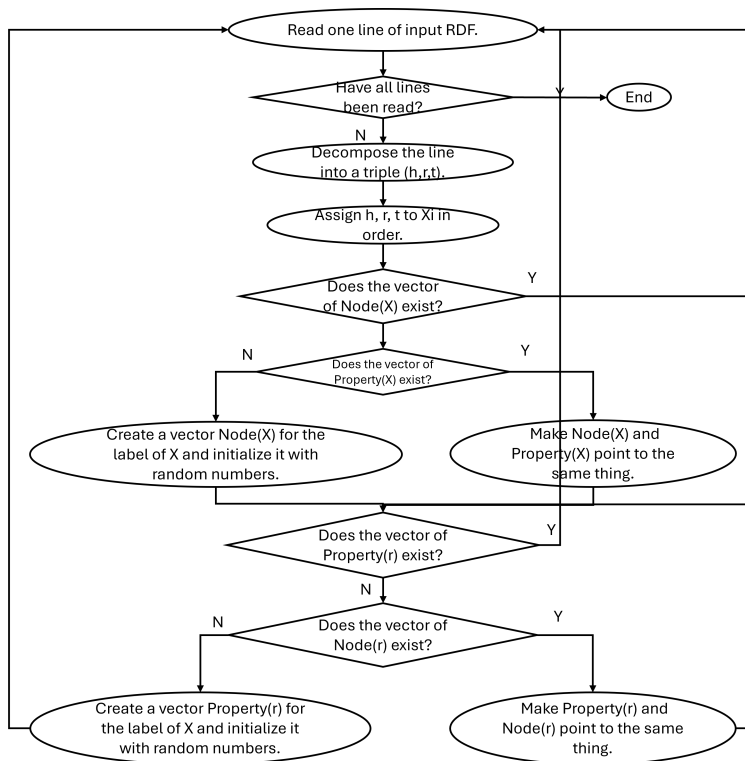 Read one line of input RDF.
Have all lines
been read?
Y
End
N
Decompose the line
into a triple (h,r,t).
Assign h, r, t to Xi in
order.
Does the vector
of Node(X) exist?
Y
Does the vector of
Property(X) exist?
N
Y
Create a vector Node(X) for the
label of X and initialize it with
random numbers.
Make Node(X) and
Property(X) point to the
same thing.
Does the vector of
Property(r) exist?
Y
N
Does the vector of
Node(r) exist?
N
Y
Create a vector Property(r) for
the label of X and initialize it
with random numbers.
Make Property(r) and
Node(r) point to the same
thing.